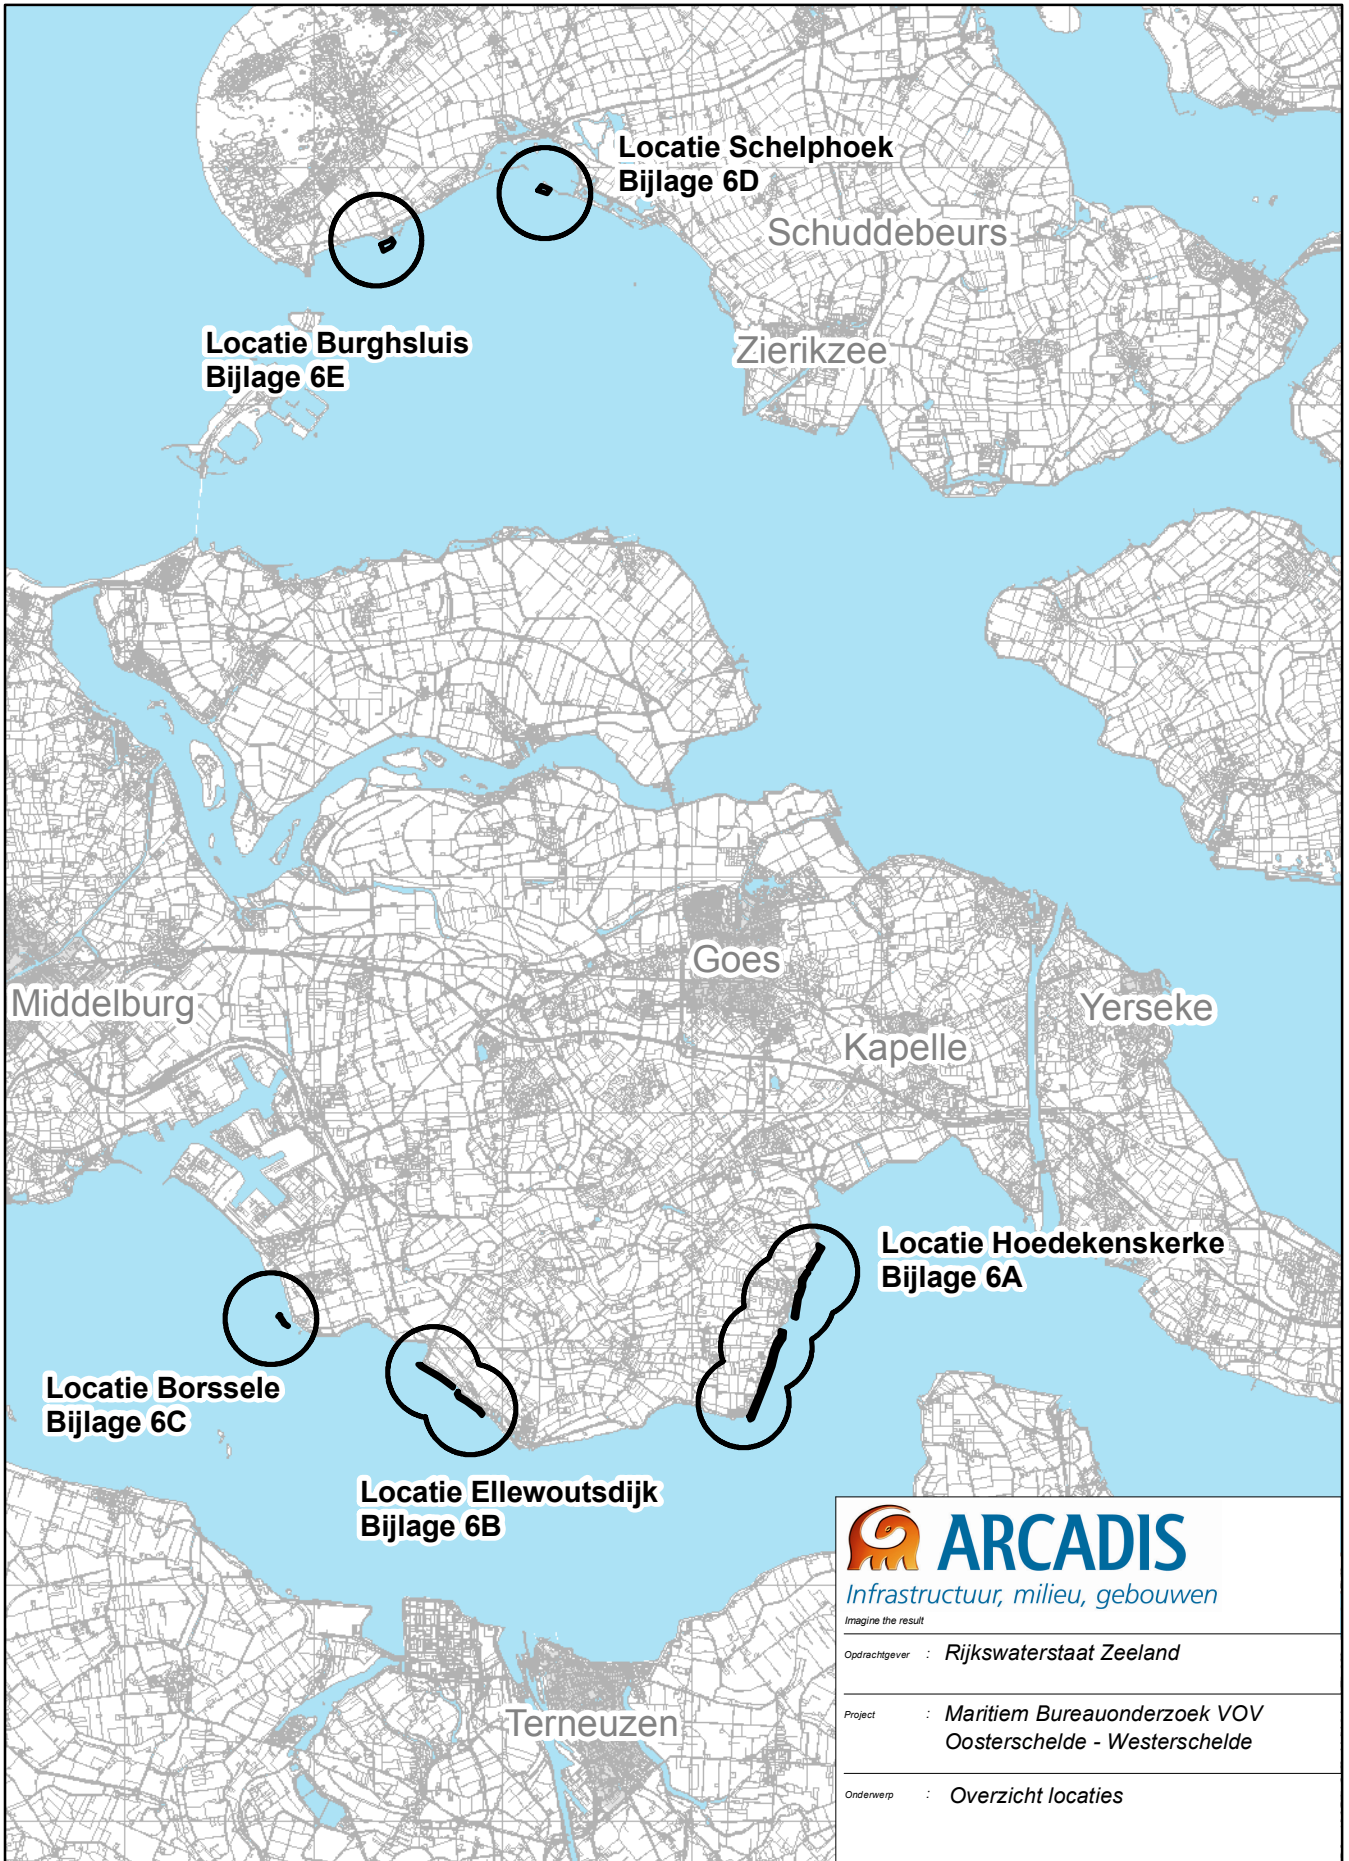 Locatie Schelphoek
Bijlage 6D
Schuddebeurs
Locatie Burghsluis
Bijlage 6E
Zierikzee
Goes
Middelburg
Yerseke
Kapelle
Locatie Hoedekenskerke
Bijlage 6A
Locatie Borssele
Bijlage 6C
Locatie Ellewoutsdijk
Bijlage 6B
Terneuzen
ARCADIS
Infrastructuur, milieu, gebouwen
Imagine the result
Opdrachtgever : Rijkswaterstaat Zeeland
Project : Maritiem Bureauonderzoek VOV
Oosterschelde - Westerschelde
Onderwerp : Overzicht locaties